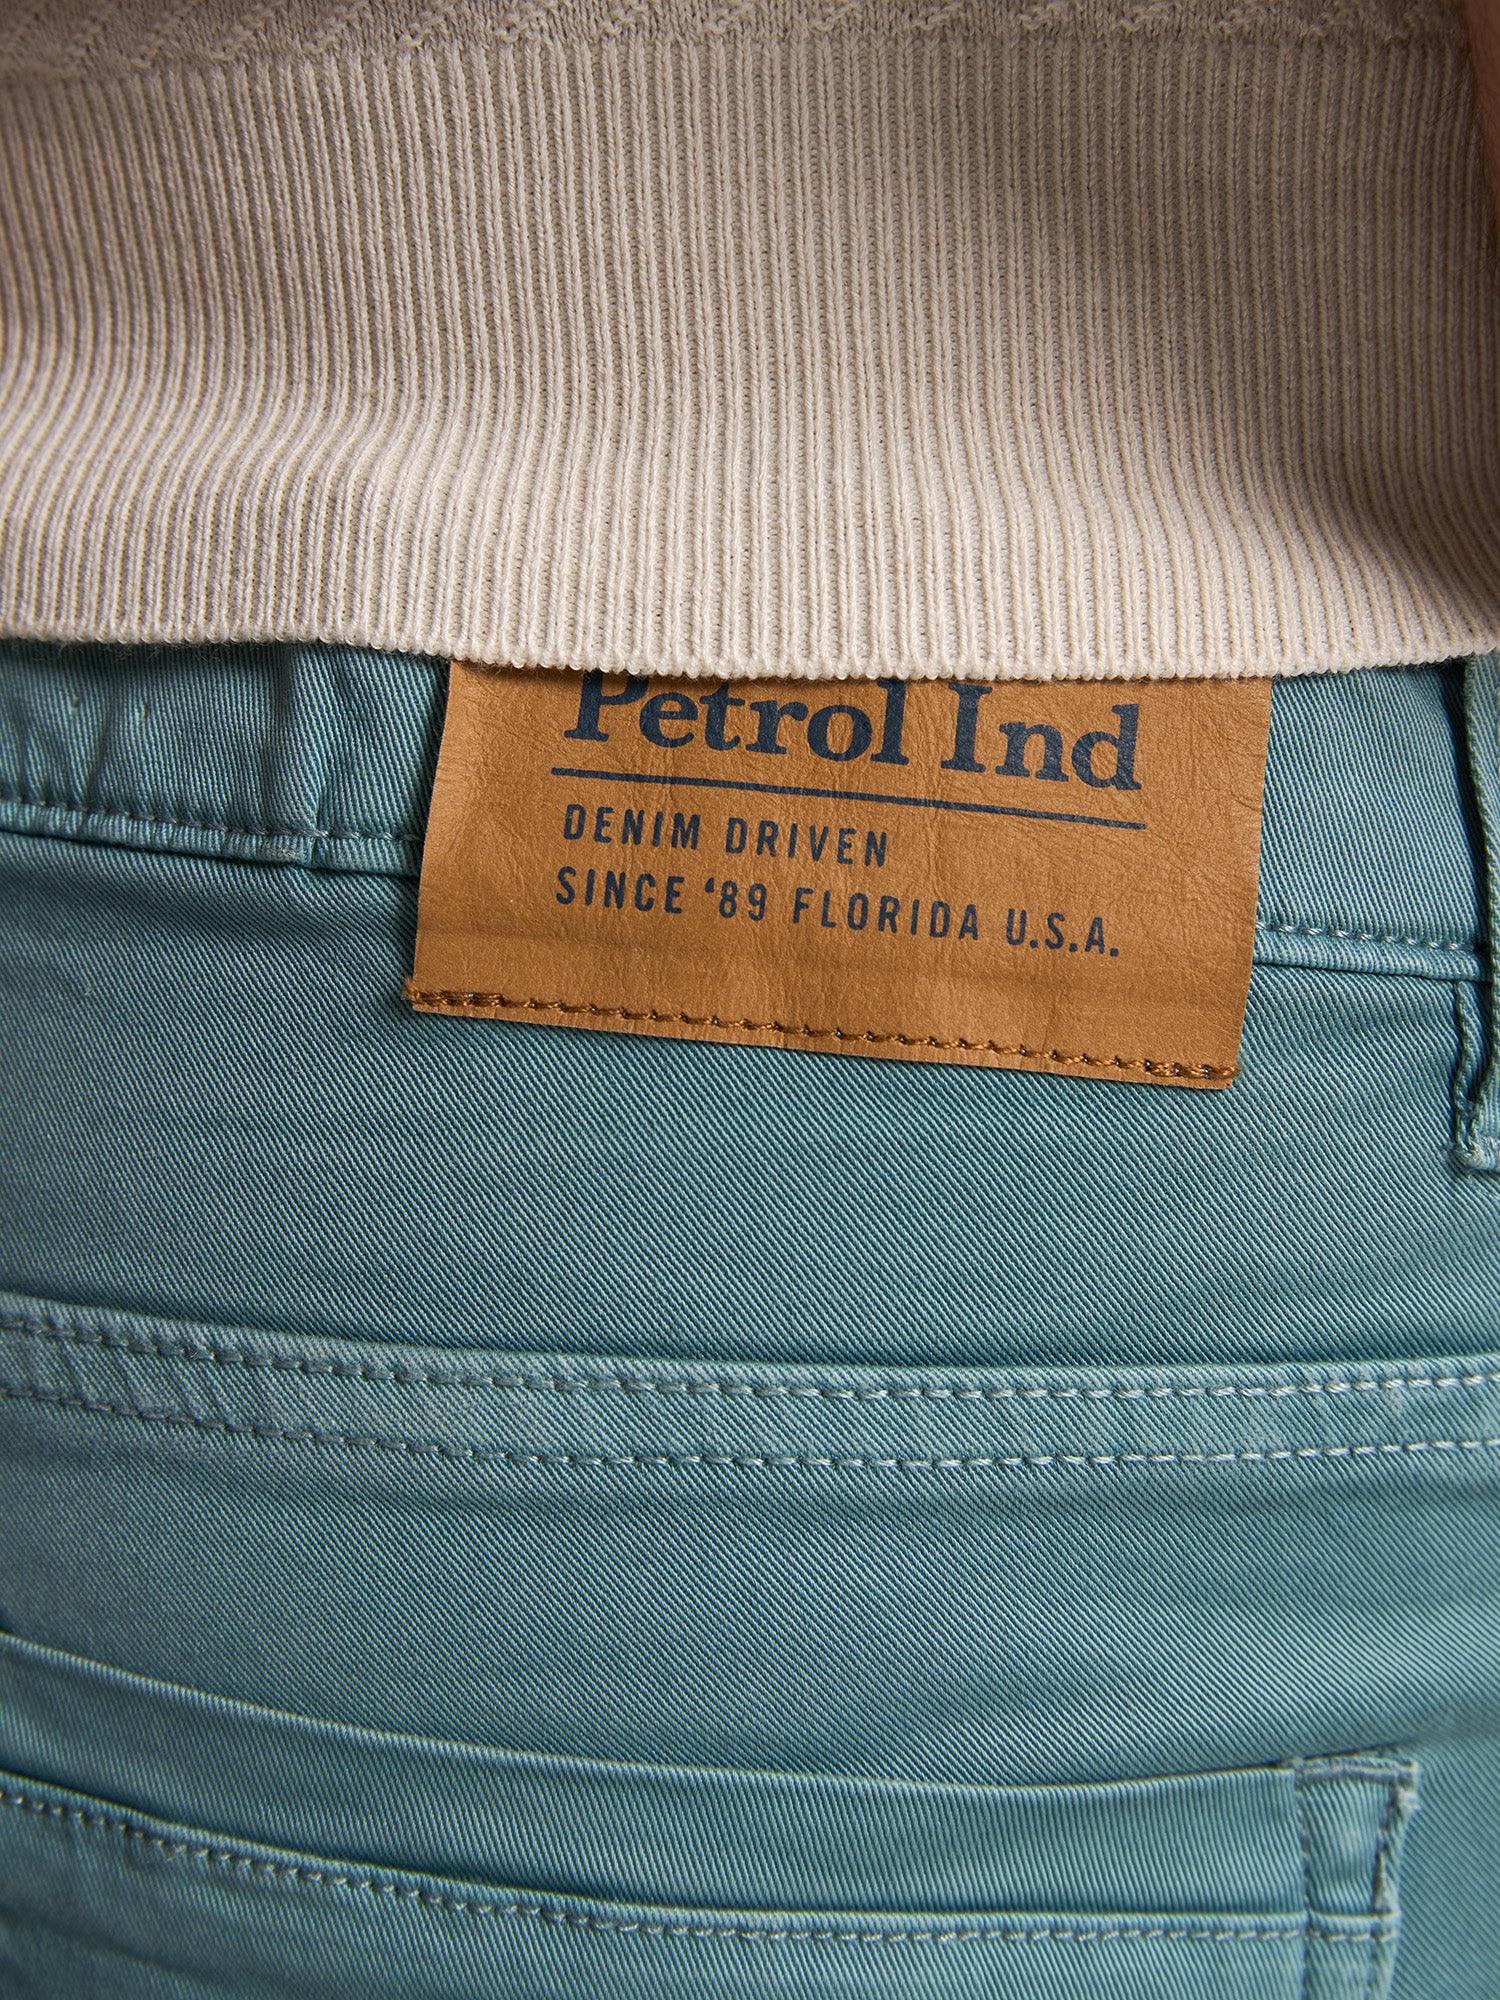 Petrol Ind
DENIM DRIVEN
SINCE ‘89 FLORIDA U.S.A.